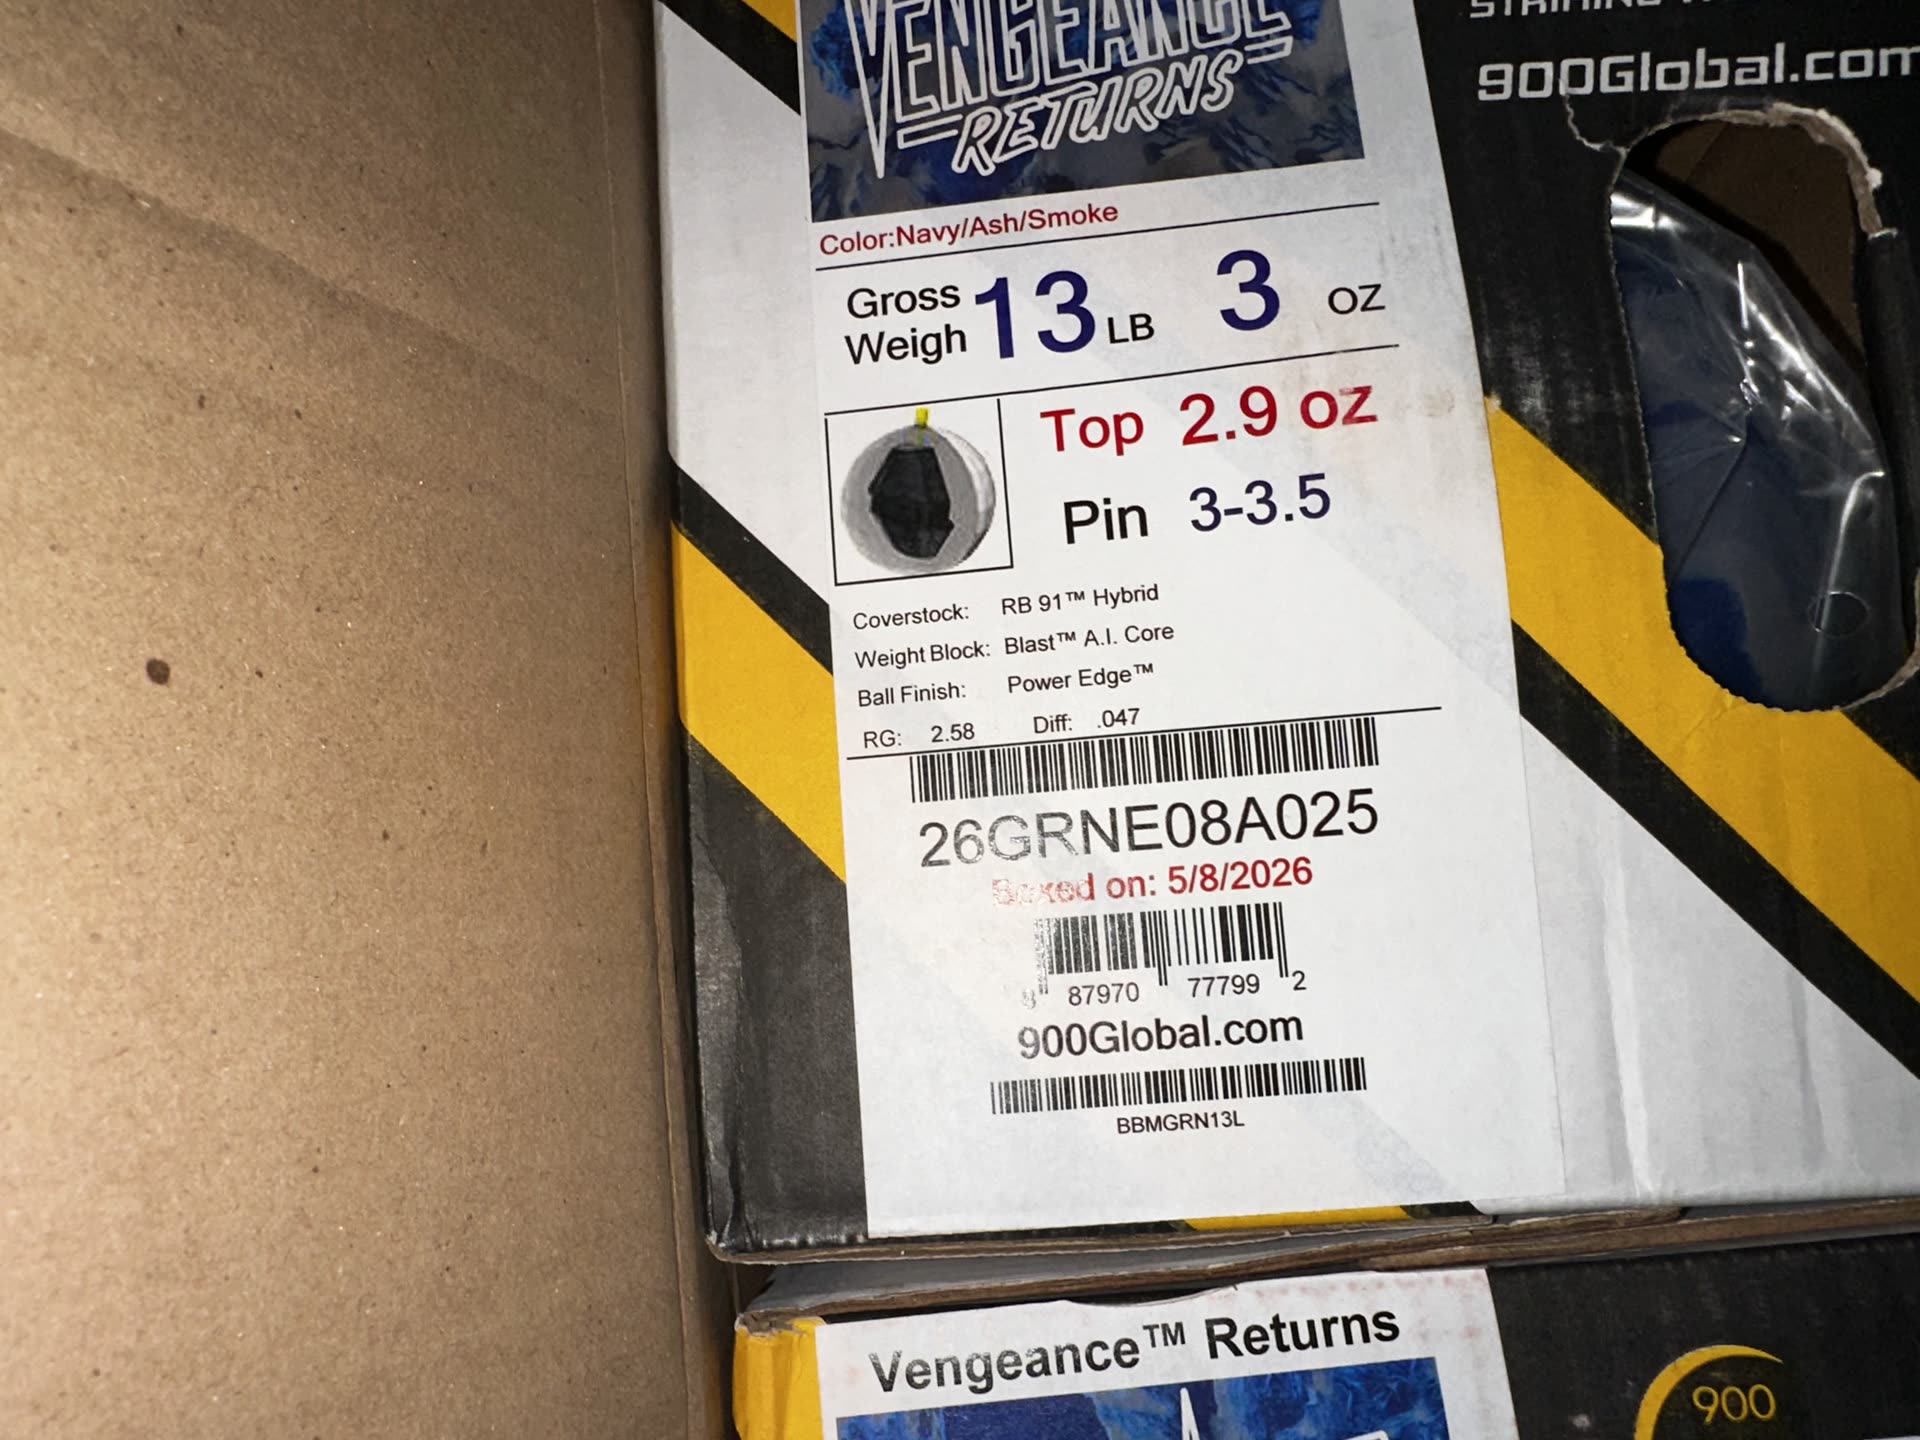 VENGEANCE
RETURNS
900Global.com
Color:Navy/Ash/Smoke
Gross
Weigh 13 LB 3 OZ
Top 2.9 oz
Pin 3-3.5
Coverstock: RB 91™ Hybrid
Weight Block: Blast™ A.I. Core
Ball Finish: Power Edge™
RG: 2.58 Diff: .047
26GRNE08A025
Boxed on: 5/8/2026
8 87970 77799 2
900Global.com
BBMGRN13L
Vengeance™ Returns
900